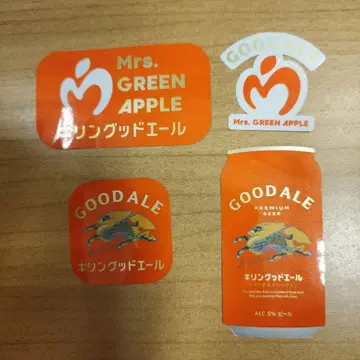 Mrs.
GREEN
APPLE
キリングッドエール
GOOD ALE
Mrs. GREEN APPLE
GOOD ALE
キリングッドエール
GOOD ALE
PREMIUM
BEER
キリングッドエール
ALC 5% ビール